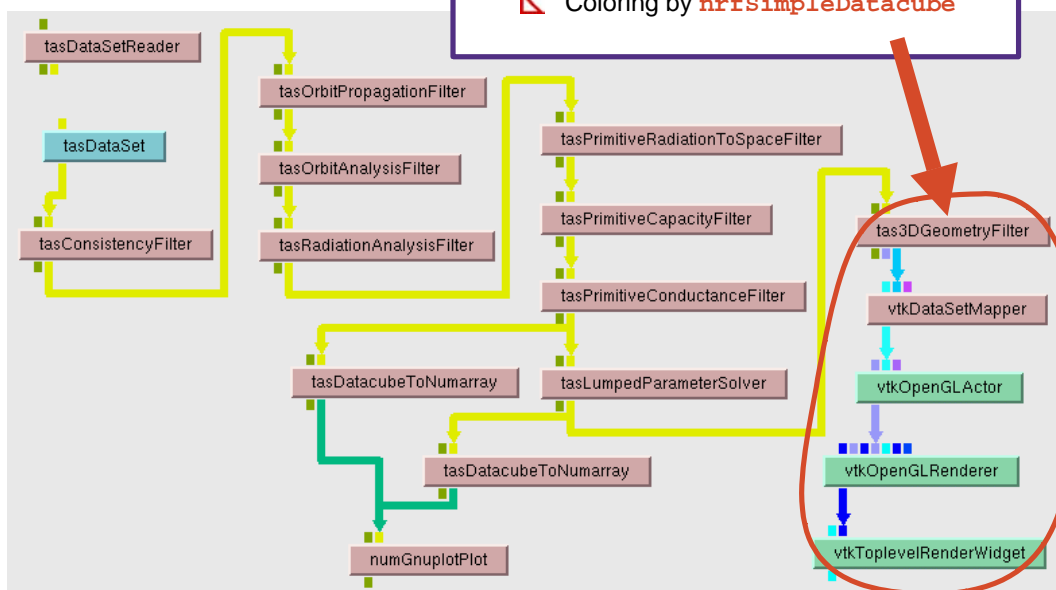 Coloring by nrfSimpleDatacube
tasDataSetReader
tasDataSet
tasConsistencyFilter
tasOrbitPropagationFilter
tasOrbitAnalysisFilter
tasRadiationAnalysisFilter
tasPrimitiveRadiationToSpaceFilter
tasPrimitiveCapacityFilter
tasPrimitiveConductanceFilter
tasDatacubeToNumarray
tasLumpedParameterSolver
tasDatacubeToNumarray
numGnuplotPlot
tas3DGeometryFilter
vtkDataSetMapper
vtkOpenGLActor
vtkOpenGLRenderer
vtkToplevelRenderWidget